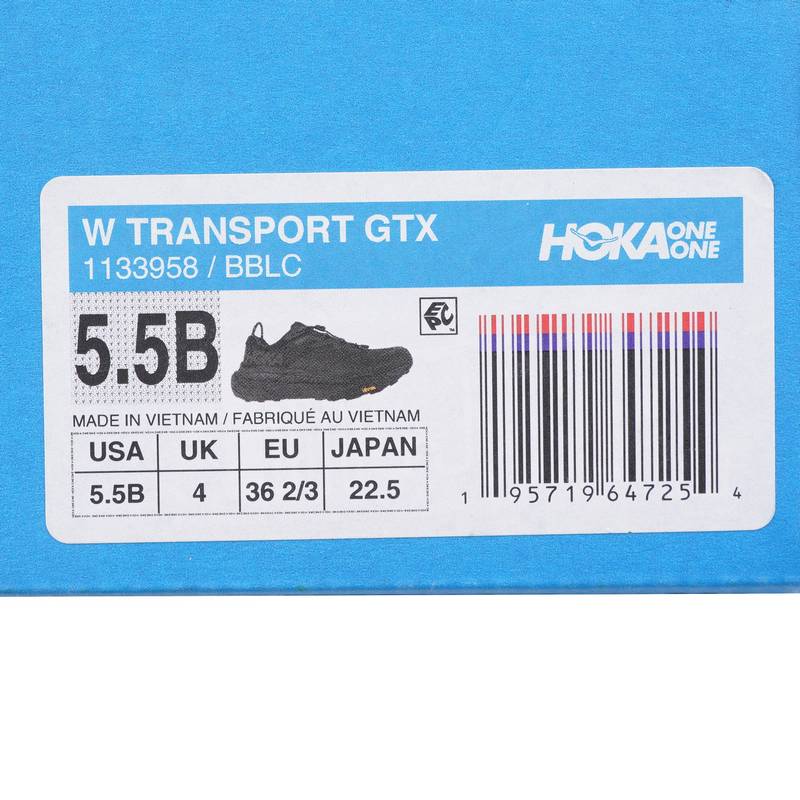 W TRANSPORT GTX
1133958 / BBLC
HOKA ONE ONE
5.5B
EPC
MADE IN VIETNAM / FABRIQUÉ AU VIETNAM
USA UK EU JAPAN
5.5B 4 36 2/3 22.5
1 95719 64725 4